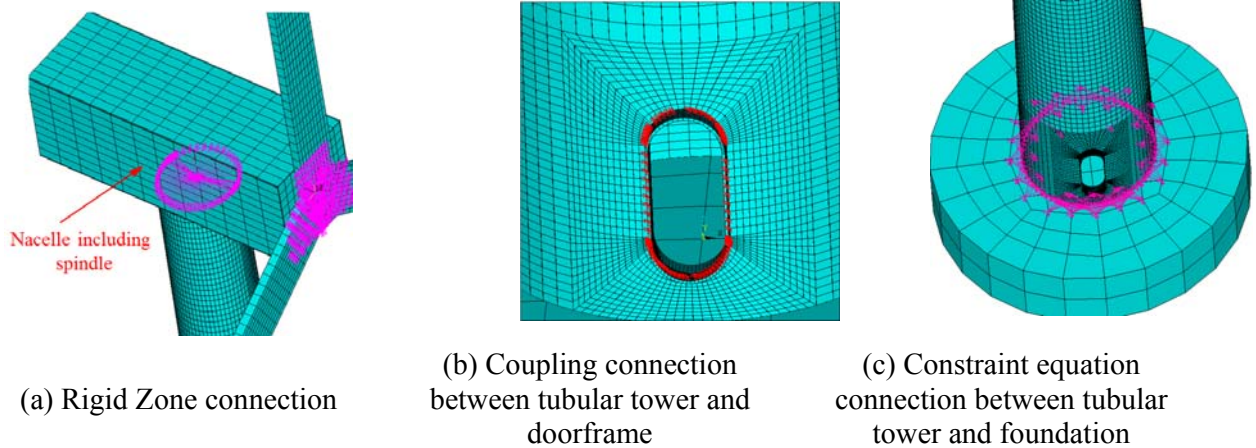 Nacelle including
spindle
(a) Rigid Zone connection
(b) Coupling connection
between tubular tower and
doorframe
(c) Constraint equation
connection between tubular
tower and foundation